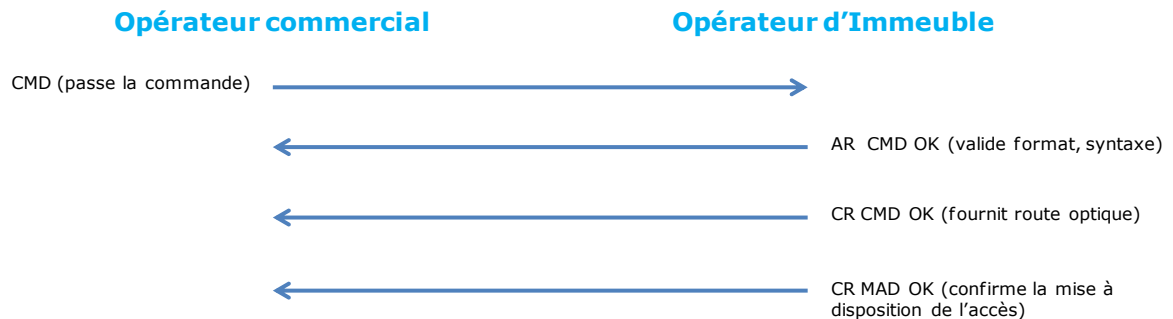 Opérateur commercial
Opérateur d'Immeuble
CMD (passe la commande)
AR CMD OK (valide format, syntaxe)
CR CMD OK (fournit route optique)
CR MAD OK (confirme la mise à
disposition de l'accès)